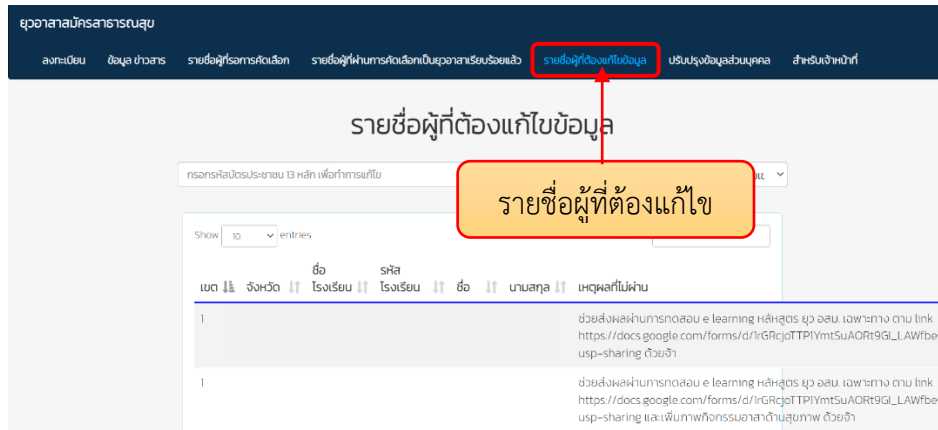 ยุวอาสาสมัครสาธารณสุข
ลงทะเบียน ข้อมูล ข่าวสาร รายชื่อผู้ที่รอการคัดเลือก รายชื่อผู้ที่ผ่านการคัดเลือกเป็นยุวอาสาเรียบร้อยแล้ว รายชื่อผู้ที่ต้องแก้ไขข้อมูล ปรับปรุงข้อมูลส่วนบุคคล สำหรับเจ้าหน้าที่
รายชื่อผู้ที่ต้องแก้ไขข้อมูล
กรอกรหัสบัตรประชาชน 13 หลัก เพื่อทำการแก้ไข
รายชื่อผู้ที่ต้องแก้ไข
Show 10 entries
เขต จังหวัด ชื่อ โรงเรียน รหัส โรงเรียน ชื่อ นามสกุล เหตุผลที่ไม่ผ่าน
1 ช่วยส่งผลผ่านการทดสอบ e learning หลัหสูตร ยุว อสม. เฉพาะทาง ตาม link
https://docs.google.com/forms/d/1rGRcjoTTP1YmtSuAORt9GI_LAWfbe
usp-sharing ด้วยจ้า
1 ช่วยส่งผลผ่านการทดสอบ e learning หลัหสูตร ยุว อสม. เฉพาะทาง ตาม link
https://docs.google.com/forms/d/1rGRcjoTTP1YmtSuAORt9GI_LAWfbe
usp-sharing และเพิ่มภาพกิจกรรมอาสาด้านสุขภาพ ด้วยจ้า